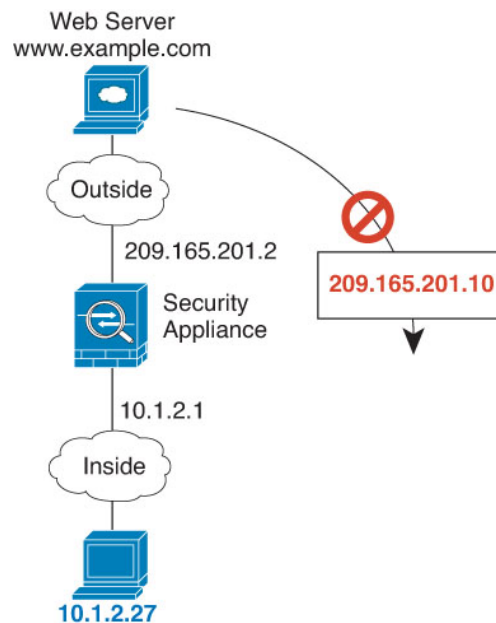 Web Server
www.example.com
Outside
209.165.201.2
209.165.201.10
Security
Appliance
10.1.2.1
Inside
10.1.2.27